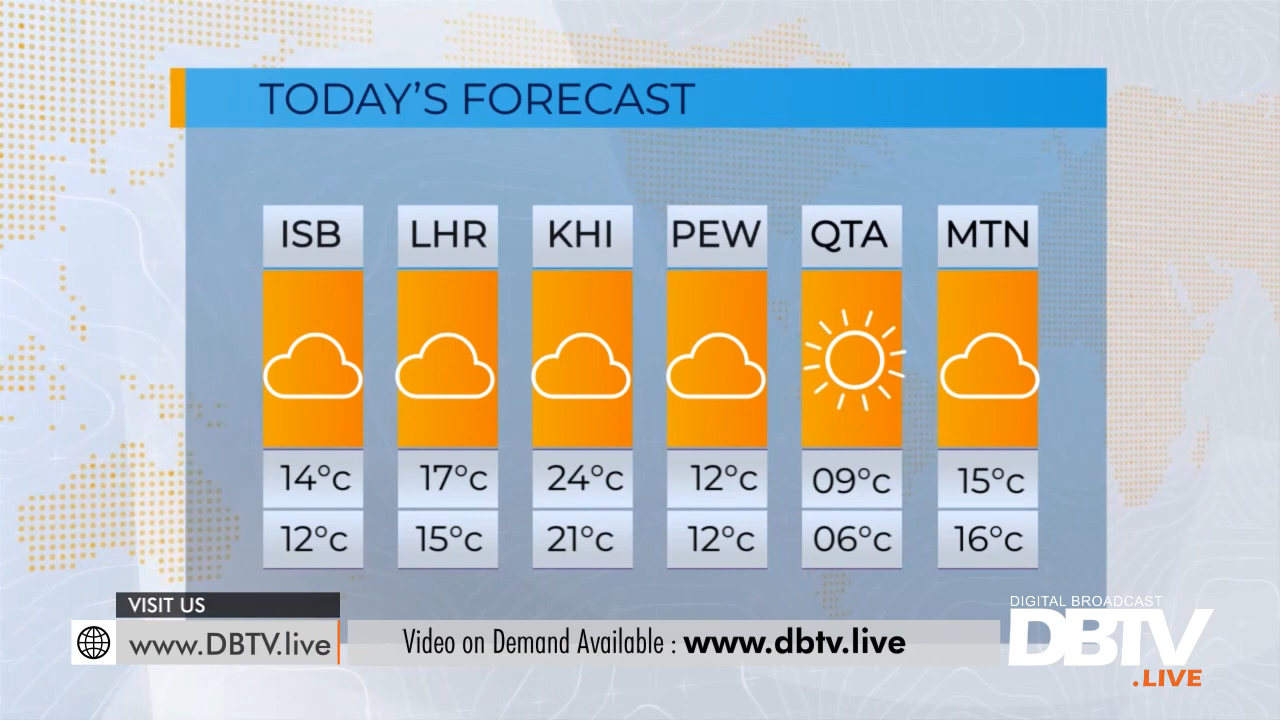 TODAY'S FORECAST
ISB LHR KHI PEW QTA MTN
14°c 17°c 24°c 12°c 09°c 15°c
12°c 15°c 21°c 12°c 06°c 16°c
VISIT US
www.DBTV.live
Video on Demand Available : www.dbtv.live
DIGITAL BROADCAST
DBTV
.LIVE